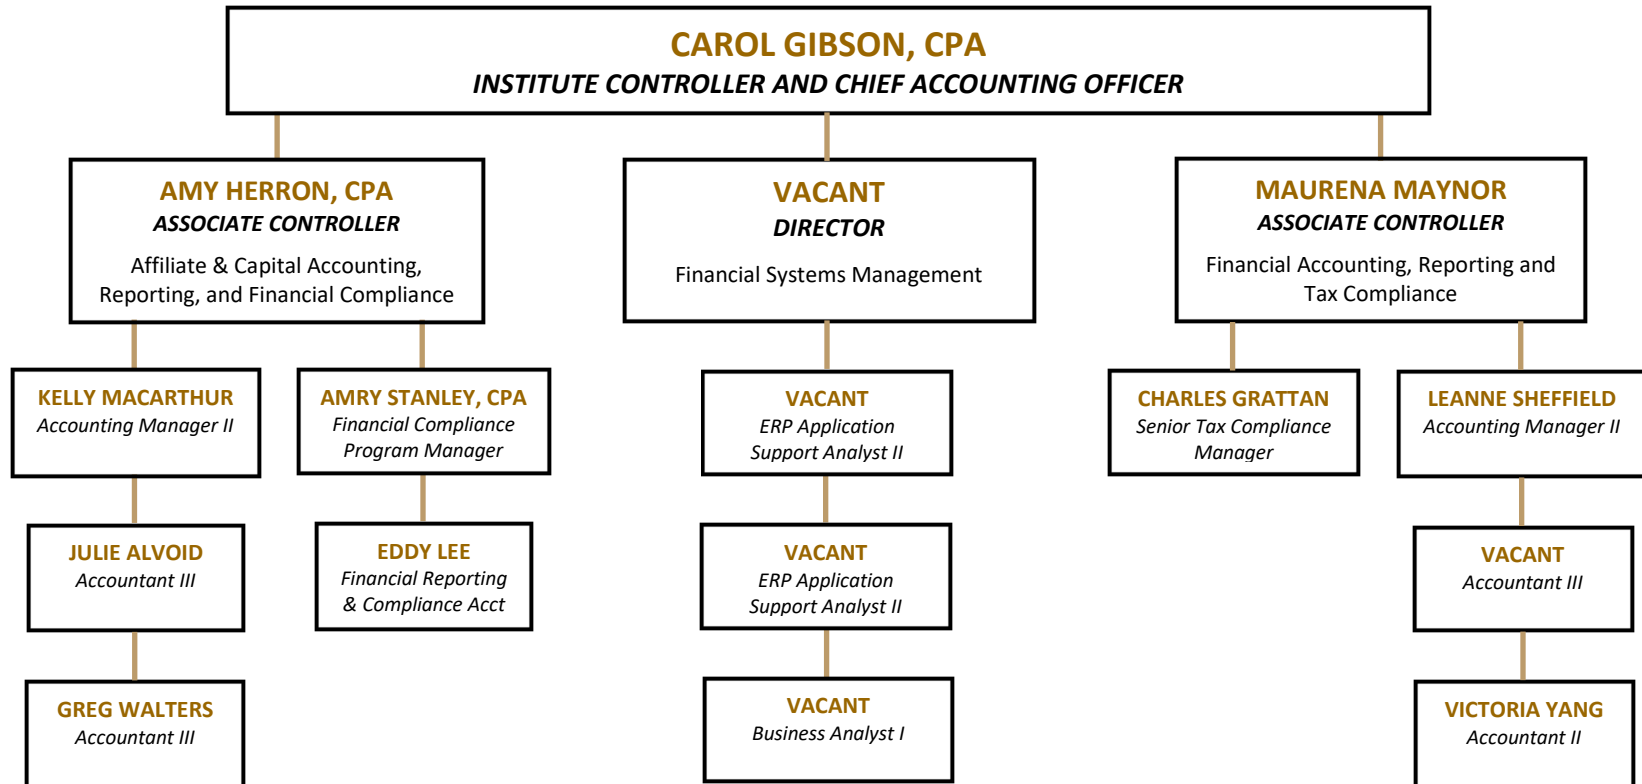 CAROL GIBSON, CPA
INSTITUTE CONTROLLER AND CHIEF ACCOUNTING OFFICER
AMY HERRON, CPA
ASSOCIATE CONTROLLER
Affiliate & Capital Accounting,
Reporting, and Financial Compliance
VACANT
DIRECTOR
Financial Systems Management
MAURENA MAYNOR
ASSOCIATE CONTROLLER
Financial Accounting, Reporting and
Tax Compliance
KELLY MACARTHUR
Accounting Manager II
AMRY STANLEY, CPA
Financial Compliance
Program Manager
VACANT
ERP Application
Support Analyst II
CHARLES GRATTAN
Senior Tax Compliance
Manager
LEANNE SHEFFIELD
Accounting Manager II
JULIE ALVOID
Accountant III
EDDY LEE
Financial Reporting
& Compliance Acct
VACANT
ERP Application
Support Analyst II
VACANT
Accountant III
GREG WALTERS
Accountant III
VACANT
Business Analyst I
VICTORIA YANG
Accountant II